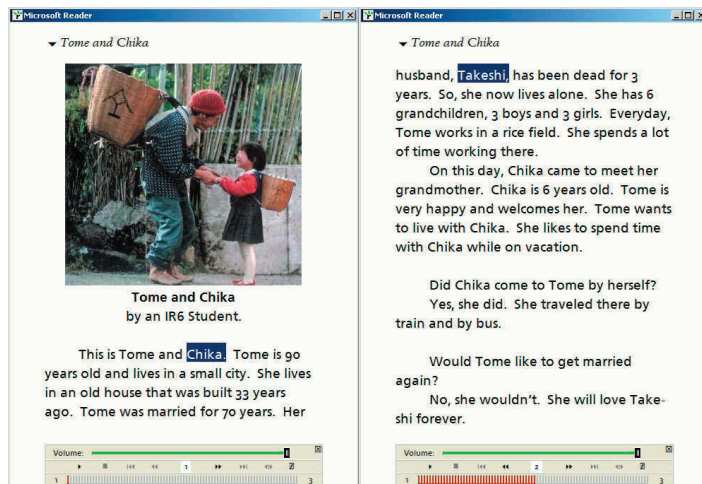 Microsoft Reader
Tome and Chika
Tome and Chika
by an IR6 Student.
This is Tome and Chika. Tome is 90
years old and lives in a small city. She lives
in an old house that was built 33 years
ago. Tome was married for 70 years. Her
Volume:
1
1 3
Microsoft Reader
Tome and Chika
husband, Takeshi, has been dead for 3
years. So, she now lives alone. She has 6
grandchildren, 3 boys and 3 girls. Everyday,
Tome works in a rice field. She spends a lot
of time working there.
On this day, Chika came to meet her
grandmother. Chika is 6 years old. Tome is
very happy and welcomes her. Tome wants
to live with Chika. She likes to spend time
with Chika while on vacation.
Did Chika come to Tome by herself?
Yes, she did. She traveled there by
train and by bus.
Would Tome like to get married
again?
No, she wouldn't. She will love Take-
shi forever.
Volume:
2
1 3